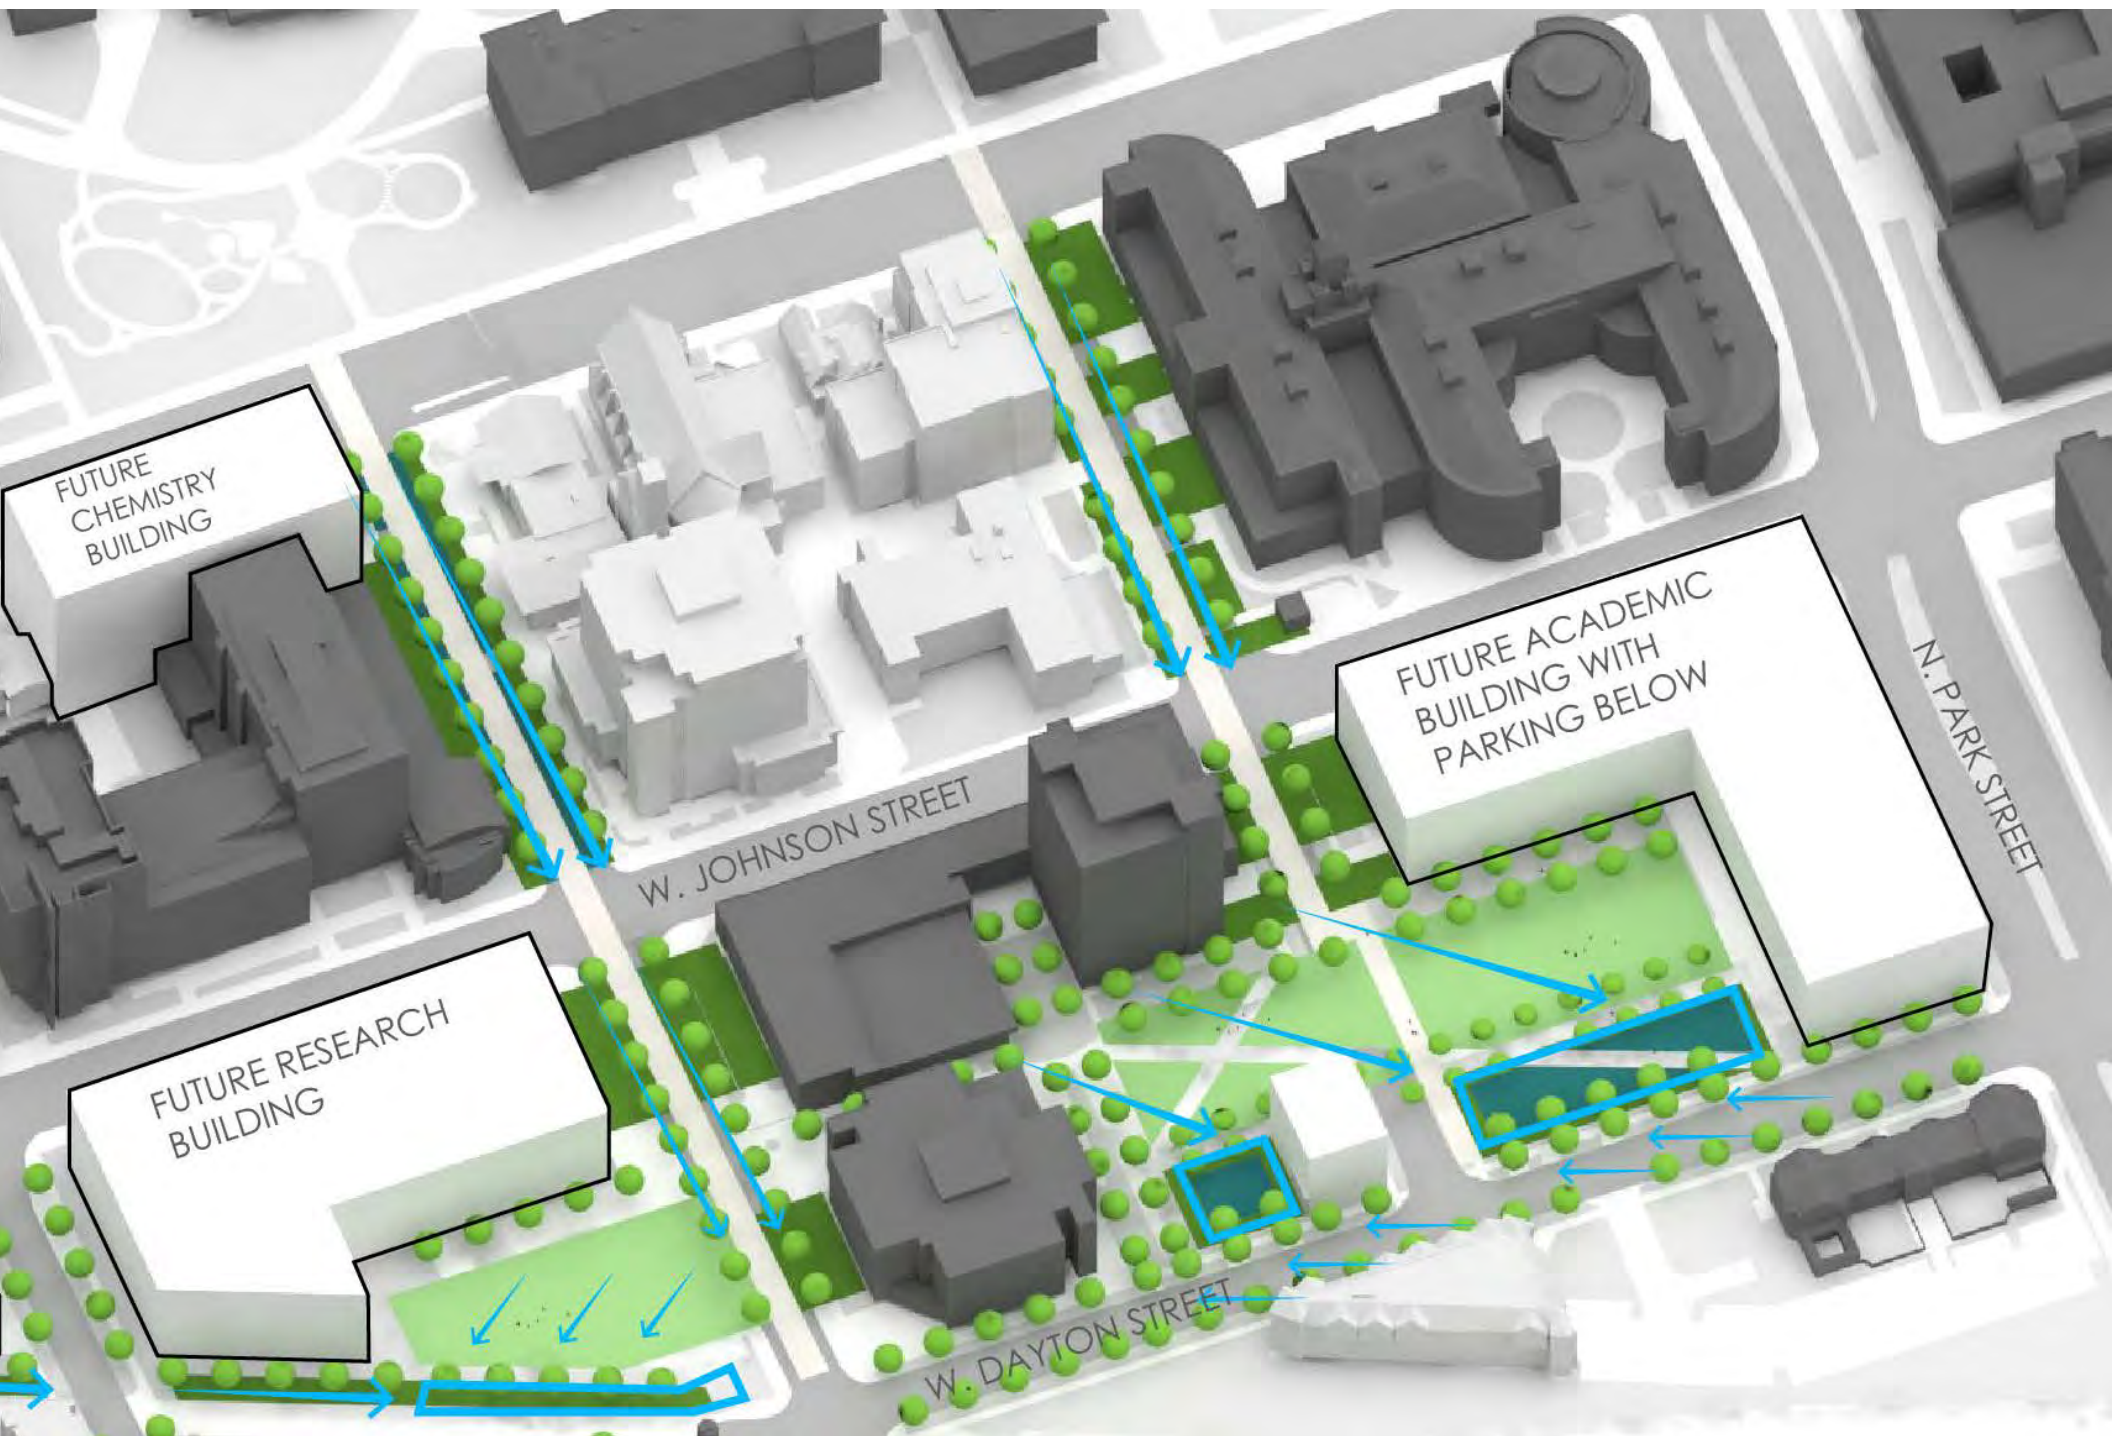 FUTURE
CHEMISTRY
BUILDING
FUTURE ACADEMIC
BUILDING WITH
PARKING BELOW
N. PARK STREET
W. JOHNSON STREET
FUTURE RESEARCH
BUILDING
W. DAYTON STREET